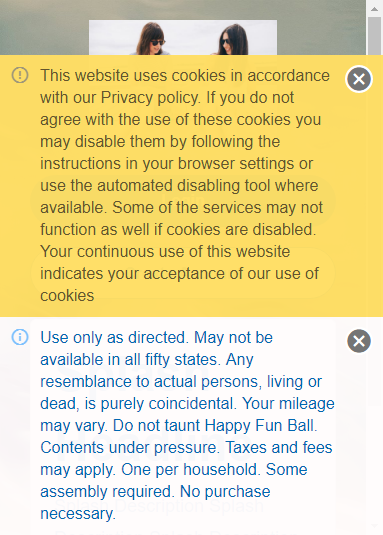 This website uses cookies in accordance
with our Privacy policy. If you do not
agree with the use of these cookies you
may disable them by following the
instructions in your browser settings or
use the automated disabling tool where
available. Some of the services may not
function as well if cookies are disabled.
Your continuous use of this website
indicates your acceptance of our use of
cookies
Use only as directed. May not be
available in all fifty states. Any
resemblance to actual persons, living or
dead, is purely coincidental. Your mileage
may vary. Do not taunt Happy Fun Ball.
Contents under pressure. Taxes and fees
may apply. One per household. Some
assembly required. No purchase
necessary.